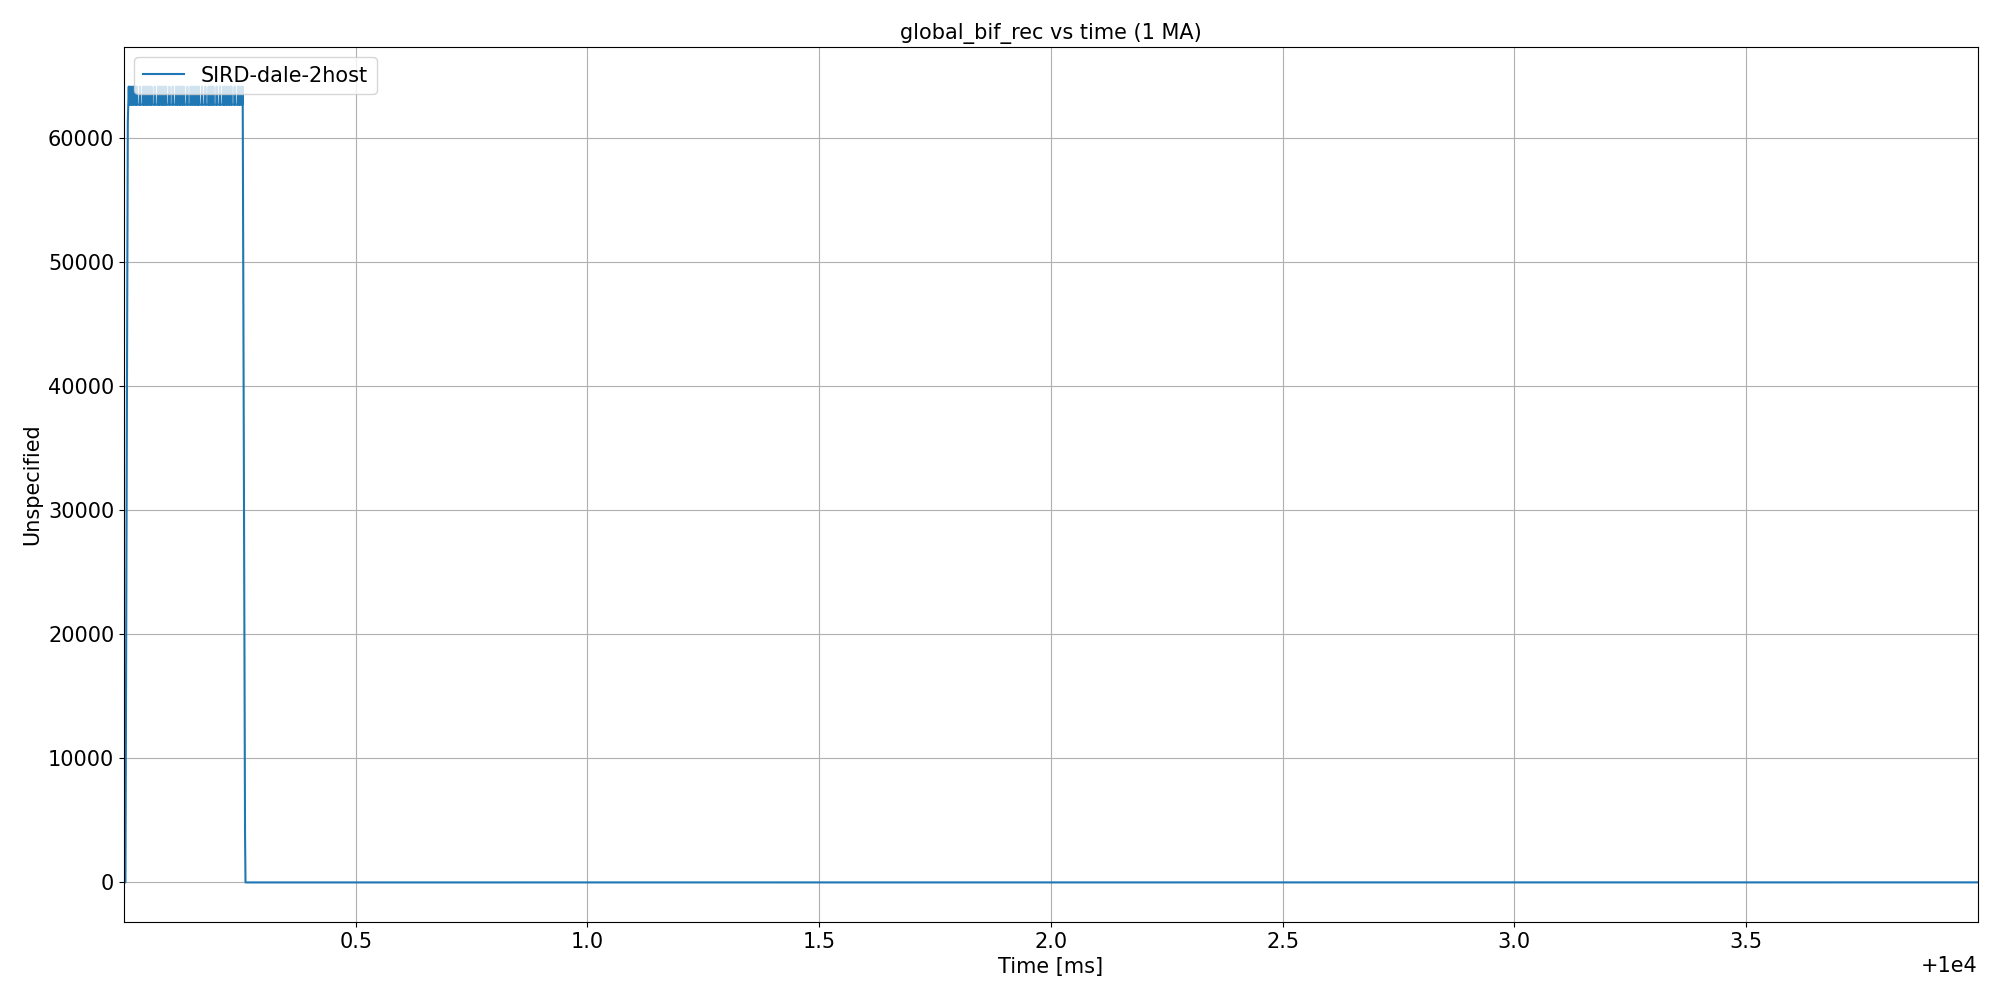 global_bif_rec vs time (1 MA)
SIRD-dale-2host
60000
50000
40000
30000
20000
10000
0
Unspecified
0.5 1.0 1.5 2.0 2.5 3.0 3.5
Time [ms]
+1e4